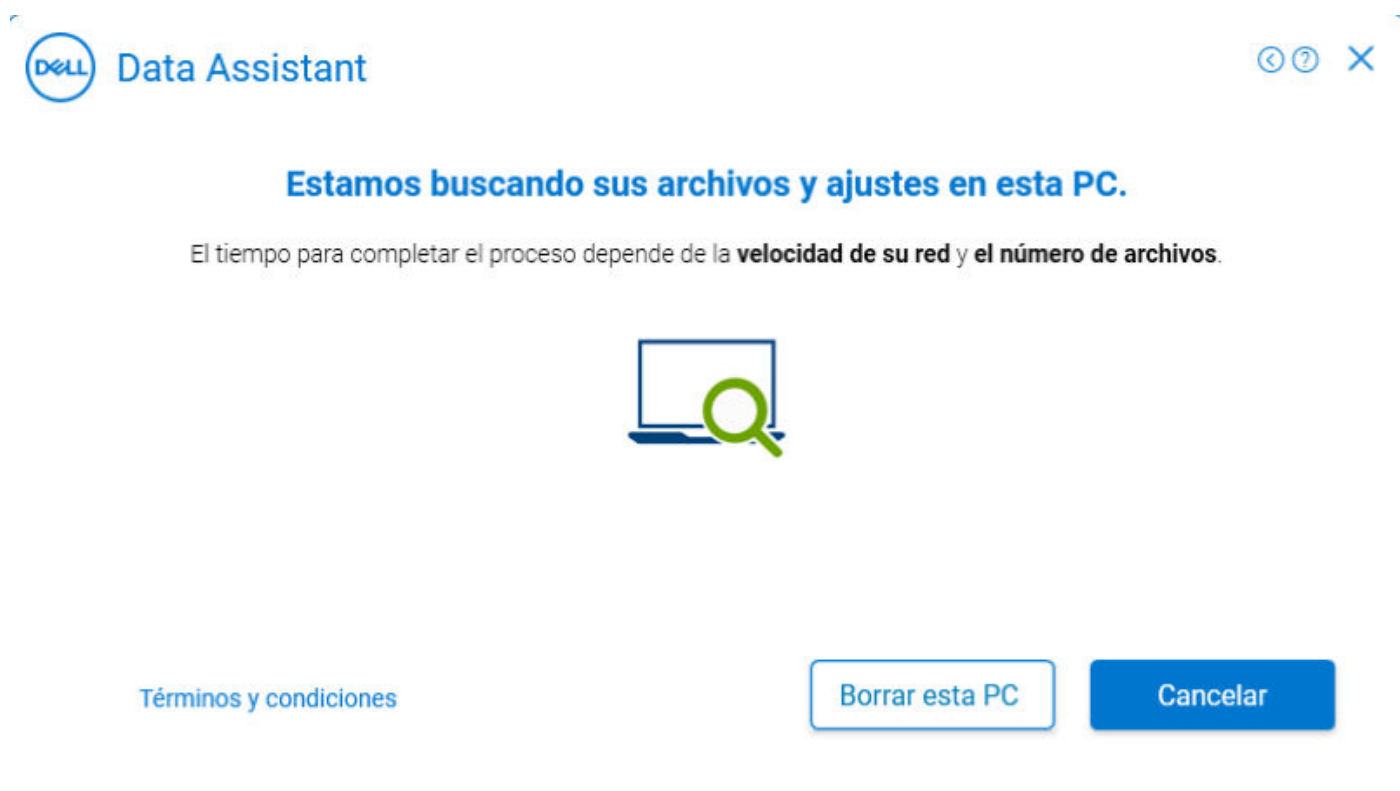 DELL Data Assistant
Estamos buscando sus archivos y ajustes en esta PC.
El tiempo para completar el proceso depende de la velocidad de su red y el número de archivos.
Términos y condiciones
Borrar esta PC
Cancelar